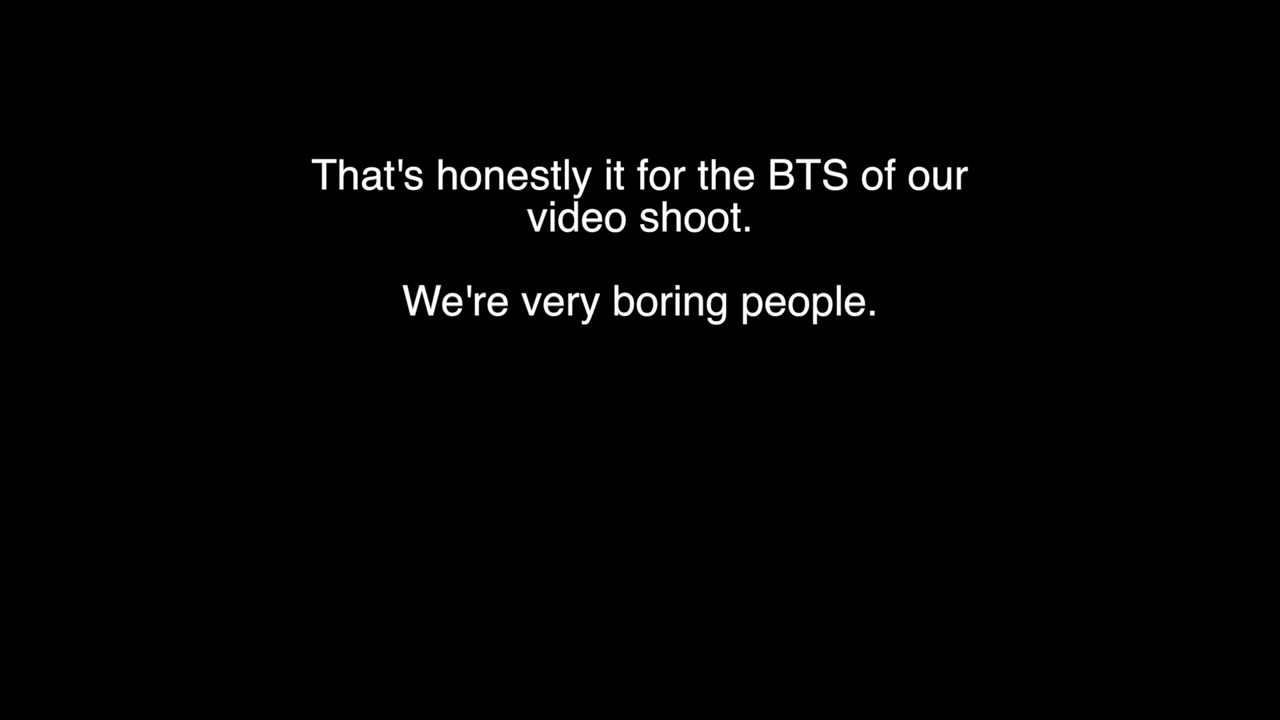 That's honestly it for the BTS of our
video shoot.
We're very boring people.